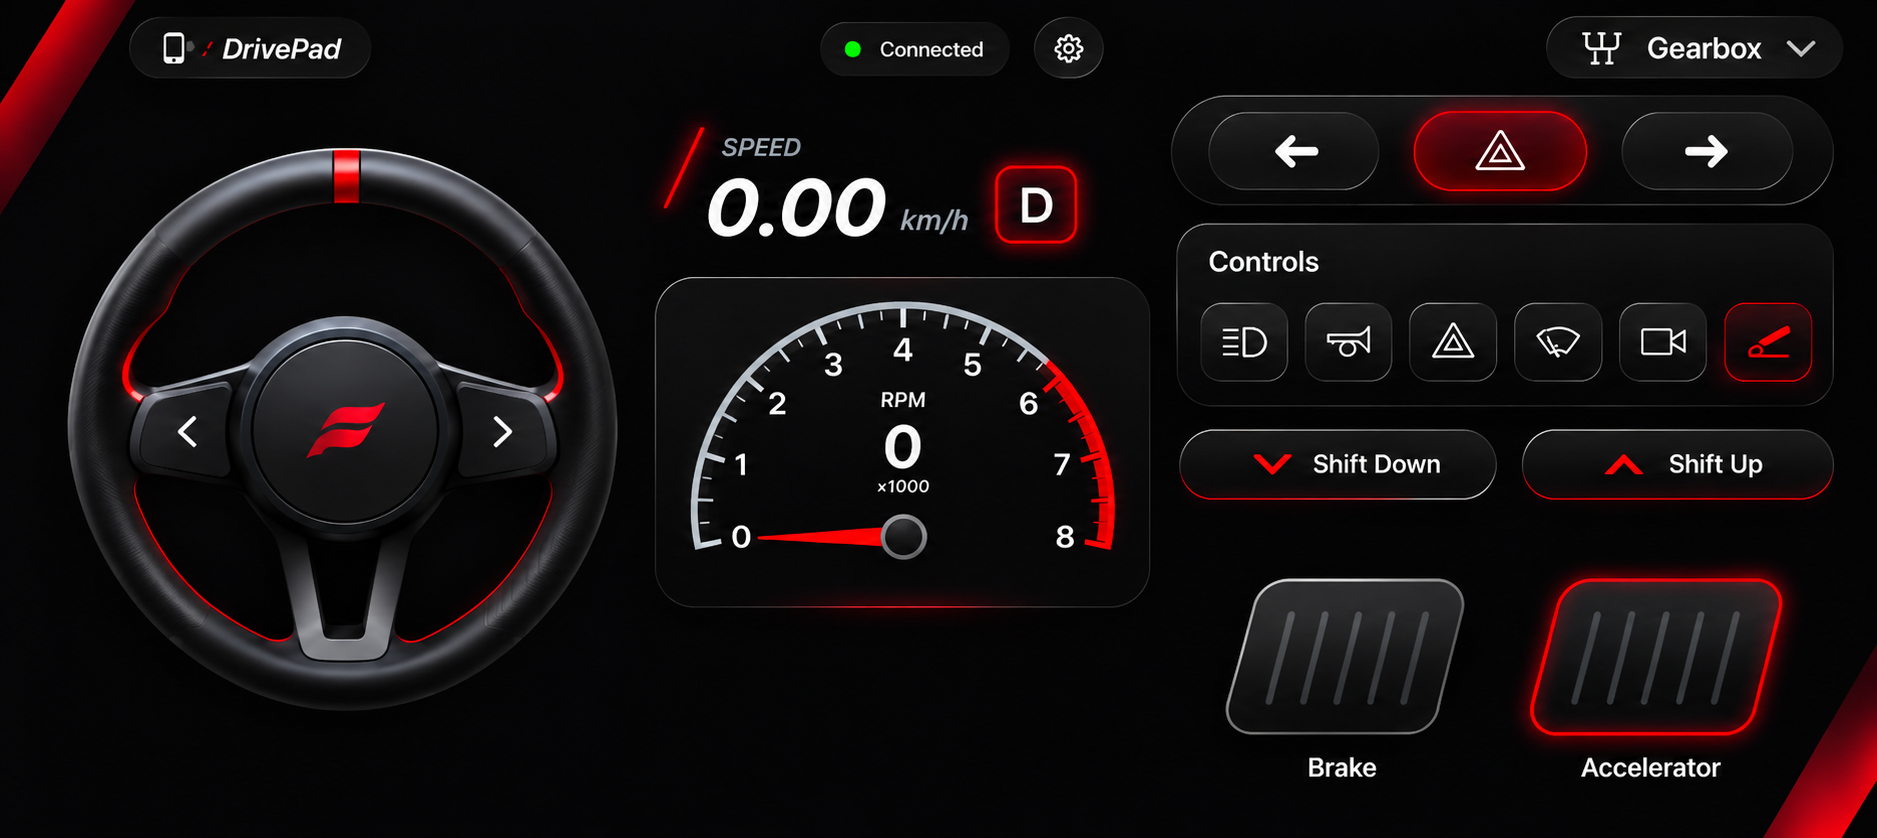 DrivePad
Connected
Gearbox
SPEED
0.00 km/h
D
Controls
0
1
2
3
4
5
6
7
8
RPM
0
×1000
Shift Down
Shift Up
Brake
Accelerator